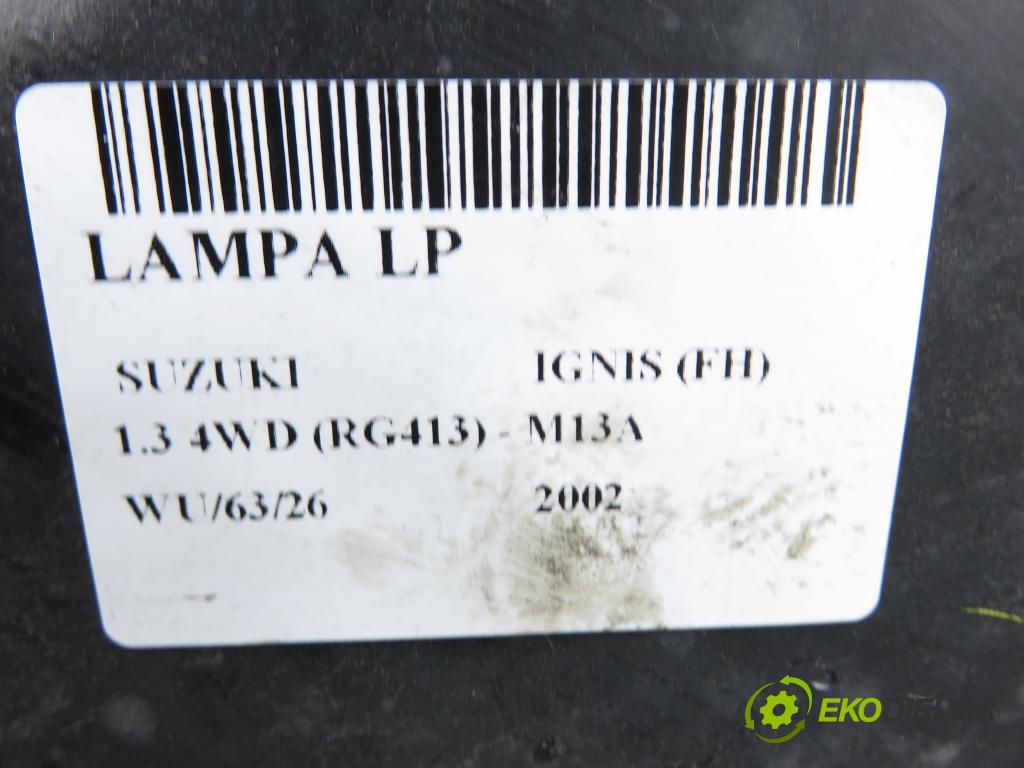 LAMPA LP
SUZUKI IGNIS (FH)
1.3 4WD (RG413) - M13A
WU/63/26 2002
EKO